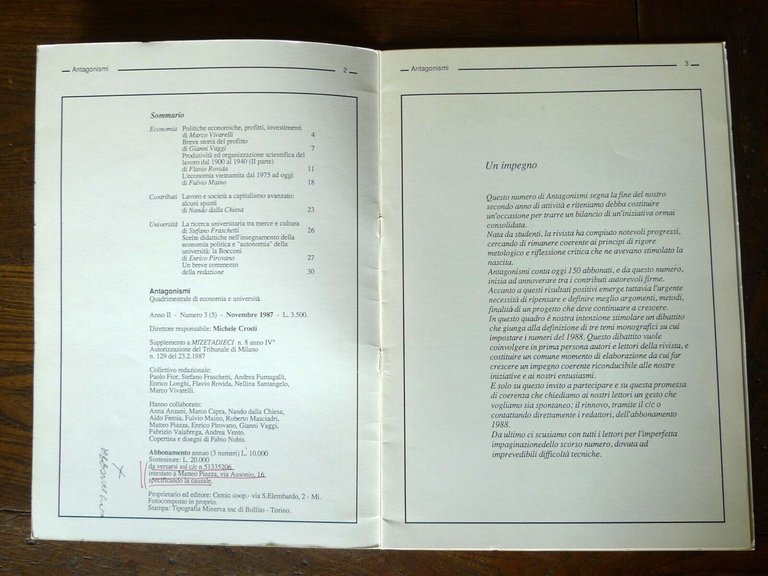 Antagonismi 2
Sommario
Economia Politiche economiche, profitti, investimenti
di Marco Vivarelli 4
Breve storia del profitto
di Gianni Vaggi 7
Produtività ed organizzazione scientifica del
lavoro dal 1900 al 1940 (II parte)
di Flavio Rovida 11
L'economia vietnamita dal 1975 ad oggi
di Fulvio Maino 18
Contributi Lavoro e società a capitalismo avanzato:
alcuni spunti
di Nando dalla Chiesa 23
Università La ricerca universitaria tra merce e cultura
di Stefano Fraschetti 26
Scelte didattiche nell'insegnamento della
economia politica e "autonomia" della
università: la Bocconi
di Enrico Pirovano 27
Un breve commento
della redazione 30
Antagonismi
Quadrimestrale di economia e università
Anno II - Numero 3 (5) - Novembre 1987 - L. 3.500.
Direttore responsabile: Michele Crosti
Supplemento a MIZETADIECI n. 8 anno IV°
Autorizzazione del Tribunale di Milano
n. 129 del 23.2.1987
Collettivo redazionale:
Paolo Fior, Stefano Fraschetti, Andrea Fumagalli,
Enrico Longhi, Flavio Rovida, Nellina Santangelo,
Marco Vivarelli.
Hanno collaborato:
Anna Anzani, Marco Capra, Nando dalla Chiesa,
Aldo Femia, Fulvio Maino, Roberto Masciadri,
Matteo Piazza, Enrico Pirovano, Gianni Vaggi,
Fabrizio Valabrega, Andrea Vento.
Copertina e disegni di Fabio Nobis.
Abbonamento annuo (3 numeri) L. 10.000
Sostenitore: L. 20.000
da versarsi sul c/c n.51335206
intestato a Matteo Piazza, via Ausonio, 16,
specificando la causale.
Proprietario ed editore: Cemic coop.- via S.Elembardo, 2 - Mi.
Fotocomposto in proprio.
Stampa: Tipografia Minerva snc di Bollito - Torino.
Antagonismi 3
Un impegno
Questo numero di Antagonismi segna la fine del nostro
secondo anno di attività e riteniamo debba costituire
un'occasione per trarre un bilancio di un'iniziativa ormai
consolidata.
Nata da studenti, la rivista ha compiuto notevoli progressi,
cercando di rimanere coerente ai principi di rigore
metologico e riflessione critica che ne avevano stimolato la
nascita.
Antagonismi conta oggi 150 abbonati, e da questo numero,
inizia ad annoverare tra i contributi autorevoli firme.
Accanto a questi risultati positivi emerge tuttavia l'urgente
necessità di ripensare e definire meglio argomenti, metodi,
finalità di un progetto che deve continuare a crescere.
In questo quadro è nostra intenzione stimolare un dibattito
che giunga alla definizione di tre temi monografici su cui
impostare i numeri del 1988. Questo dibattito vuole
coinvolgere in prima persona autori e lettori della rivista, e
costituire un comune momento di elaborazione da cui far
crescere un impegno coerente riconducibile alle nostre
iniziative e ai nostri entusiasmi.
E solo su questo invito a partecipare e su questa promessa
di coerenza che chiediamo ai nostri lettori un gesto che
vogliamo sia spontaneo: il rinnovo, tramite il c/c o
contattando direttamente i redattori, dell'abbonamento
1988.
Da ultimo ci scusiamo con tutti i lettori per l'imperfetta
impaginazionedello scorso numero, dovuta ad
imprevedibili difficoltà tecniche.